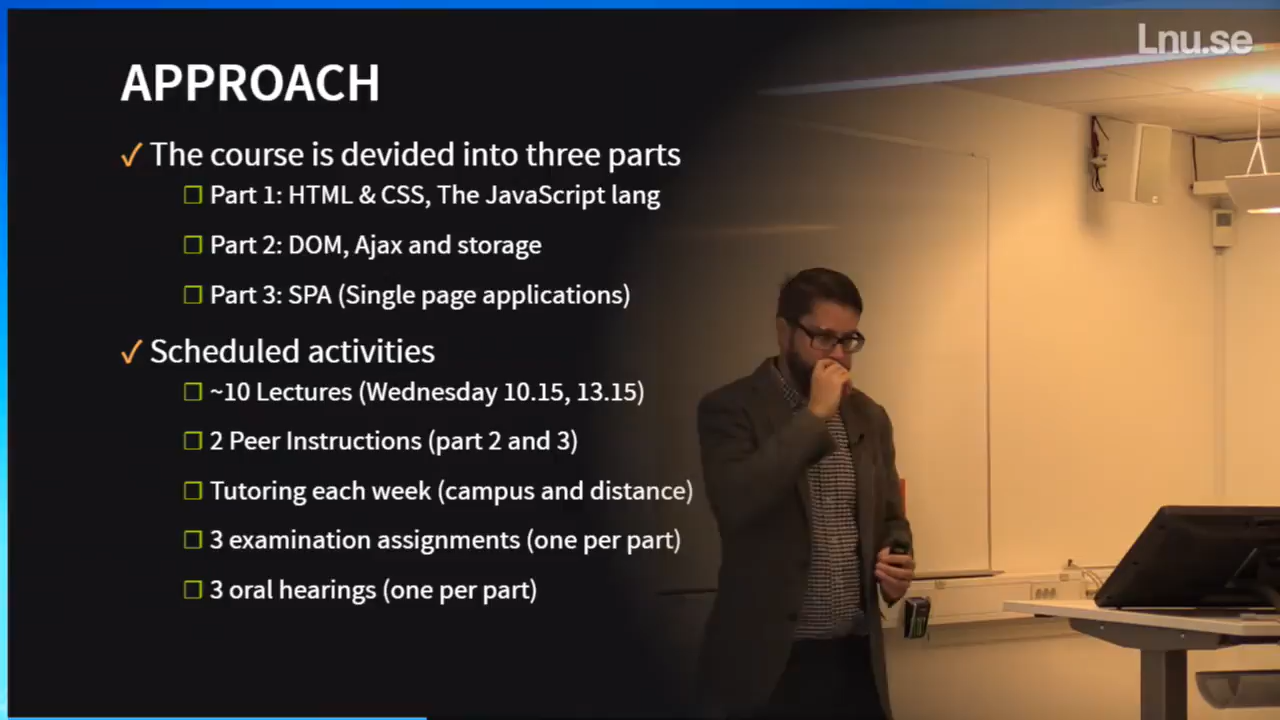 Lnu.se
APPROACH
✓ The course is devided into three parts
❒ Part 1: HTML & CSS, The JavaScript lang
❒ Part 2: DOM, Ajax and storage
❒ Part 3: SPA (Single page applications)
✓ Scheduled activities
❒ ~10 Lectures (Wednesday 10.15, 13.15)
❒ 2 Peer Instructions (part 2 and 3)
❒ Tutoring each week (campus and distance)
❒ 3 examination assignments (one per part)
❒ 3 oral hearings (one per part)